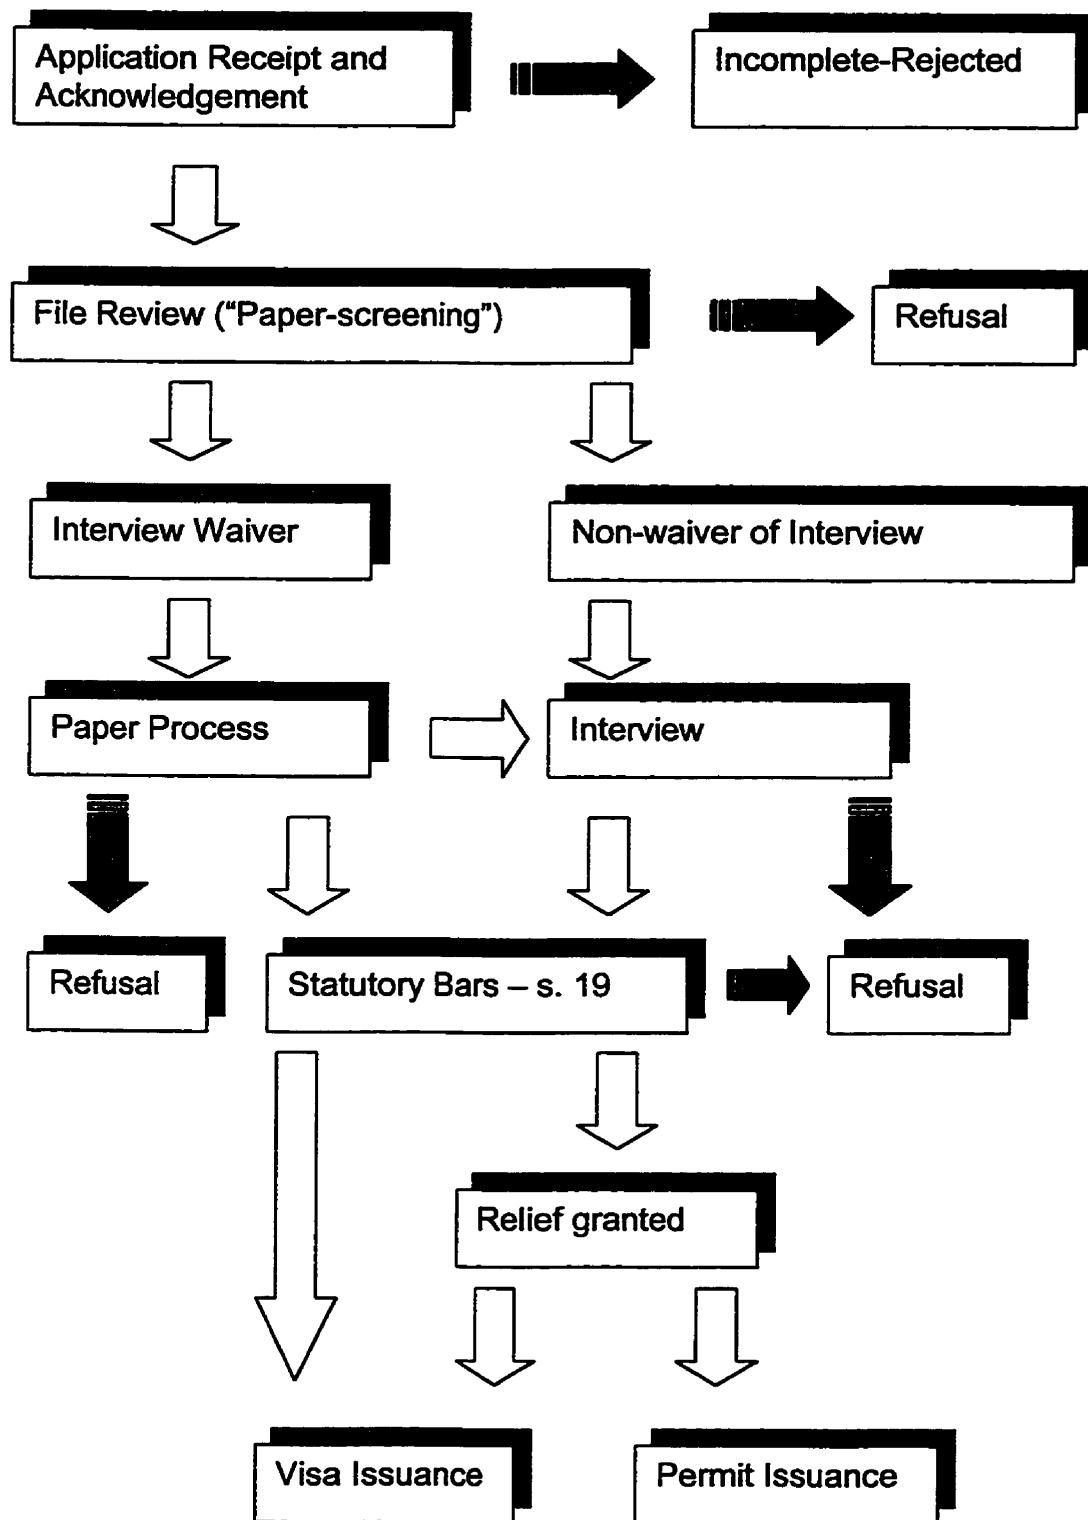 Application Receipt and
Acknowledgement
Incomplete-Rejected
File Review ("Paper-screening")
Refusal
Interview Waiver
Non-waiver of Interview
Paper Process
Interview
Refusal
Statutory Bars – s. 19
Refusal
Relief granted
Visa Issuance
Permit Issuance